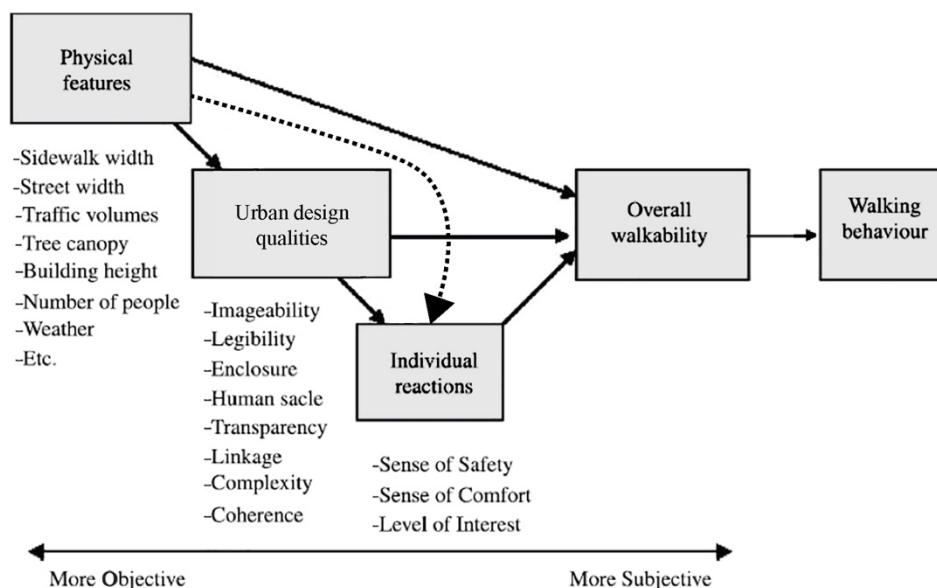 Physical
features
-Sidewalk width
-Street width
-Traffic volumes
-Tree canopy
-Building height
-Number of people
-Weather
-Etc.
Urban design
qualities
-Imageability
-Legibility
-Enclosure
-Human sacle
-Transparency
-Linkage
-Complexity
-Coherence
Individual
reactions
-Sense of Safety
-Sense of Comfort
-Level of Interest
Overall
walkability
Walking
behaviour
More Objective
More Subjective